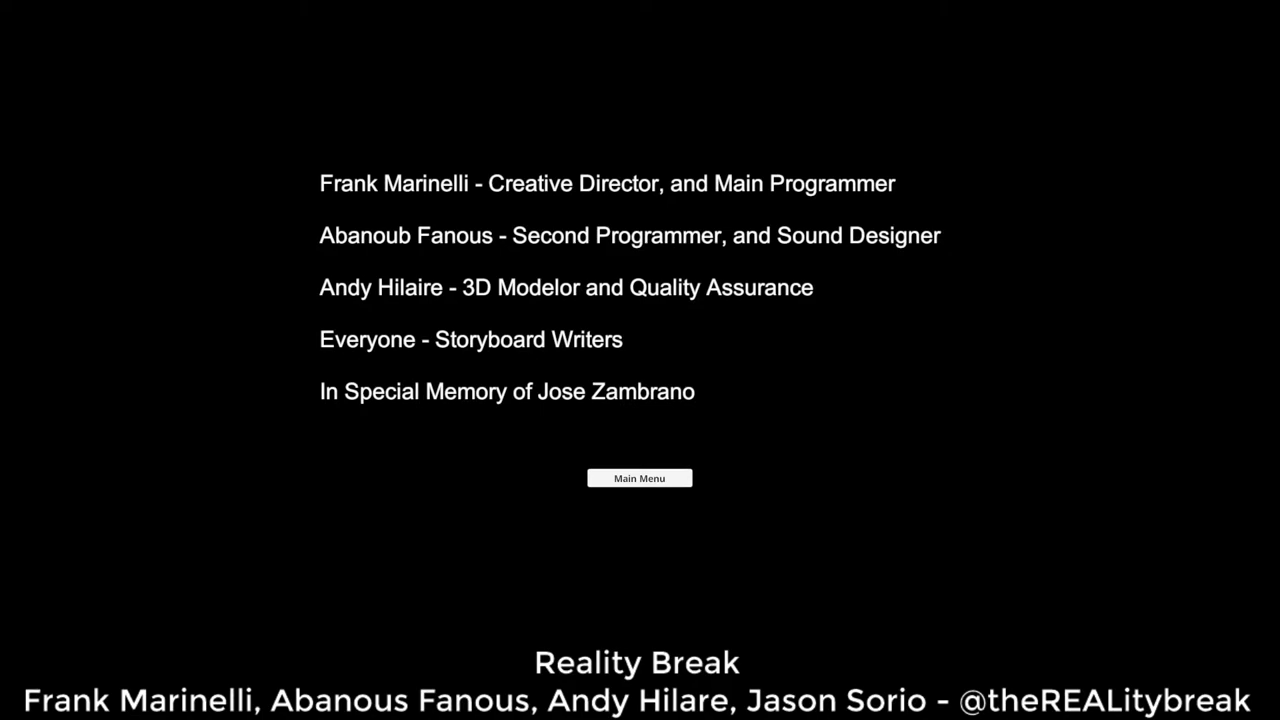 Frank Marinelli - Creative Director, and Main Programmer
Abanoub Fanous - Second Programmer, and Sound Designer
Andy Hilaire - 3D Modelor and Quality Assurance
Everyone - Storyboard Writers
In Special Memory of Jose Zambrano
Main Menu
Reality Break
Frank Marinelli, Abanous Fanous, Andy Hilare, Jason Sorio - @theREALitybreak